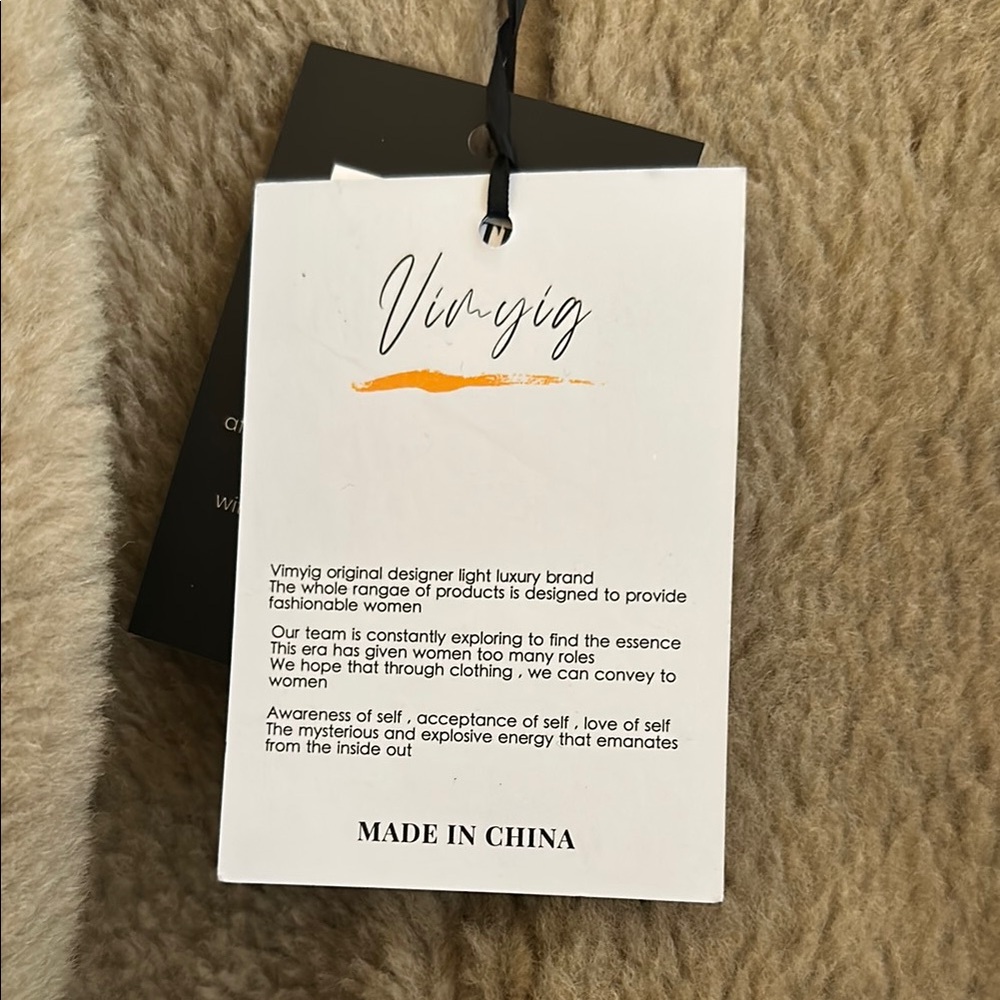 Vimyig
Vimyig original designer light luxury brand
The whole rangae of products is designed to provide
fashionable women
Our team is constantly exploring to find the essence
This era has given women too many roles
We hope that through clothing , we can convey to
women
Awareness of self , acceptance of self , love of self
The mysterious and explosive energy that emanates
from the inside out
MADE IN CHINA